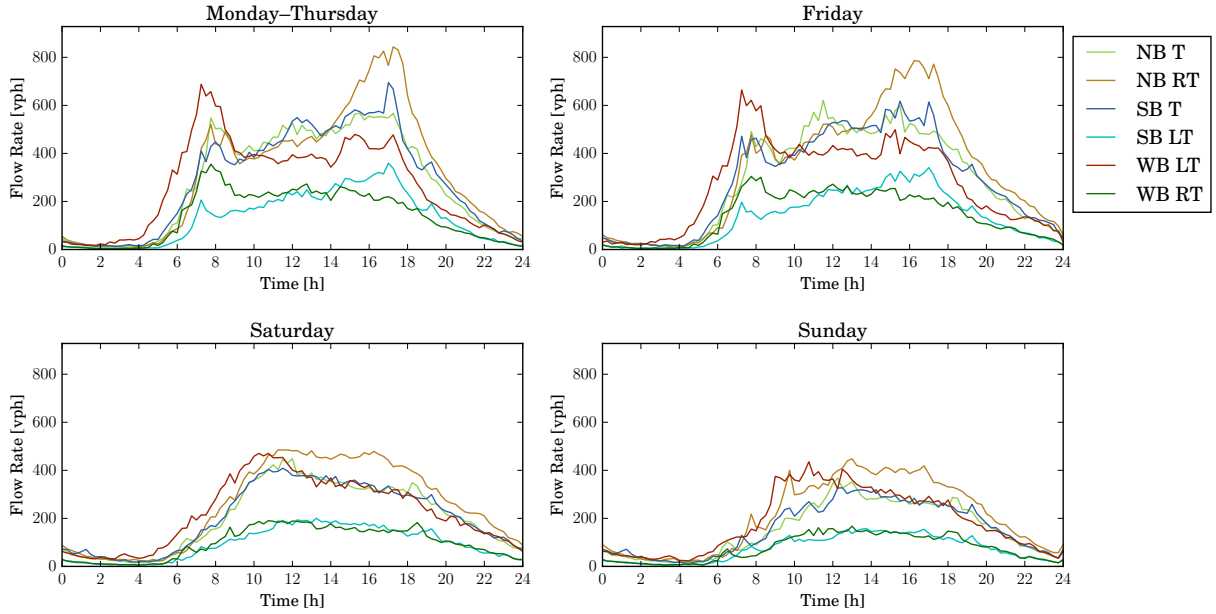 Monday–Thursday
Flow Rate [vph]
800
600
400
200
0
0 2 4 6 8 10 12 14 16 18 20 22 24
Time [h]
Friday
Flow Rate [vph]
800
600
400
200
0
0 2 4 6 8 10 12 14 16 18 20 22 24
Time [h]
NB T
NB RT
SB T
SB LT
WB LT
WB RT
Saturday
Flow Rate [vph]
800
600
400
200
0
0 2 4 6 8 10 12 14 16 18 20 22 24
Time [h]
Sunday
Flow Rate [vph]
800
600
400
200
0
0 2 4 6 8 10 12 14 16 18 20 22 24
Time [h]